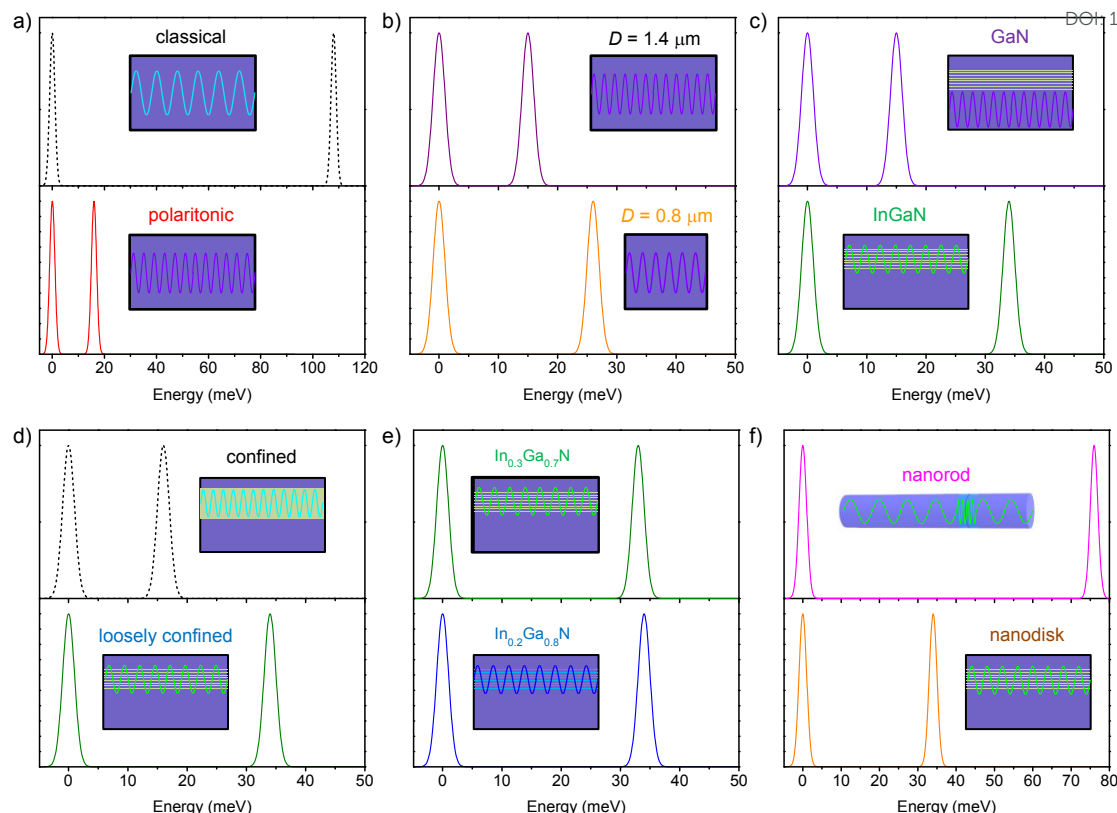 DOI: 1
a)
classical
polaritonic
0 20 40 60 80 100 120
Energy (meV)
b)
D = 1.4 μm
D = 0.8 μm
0 10 20 30 40 50
Energy (meV)
c)
GaN
InGaN
0 10 20 30 40 50
Energy (meV)
d)
confined
loosely confined
0 10 20 30 40 50
Energy (meV)
e)
In0.3Ga0.7N
In0.2Ga0.8N
0 10 20 30 40 50
Energy (meV)
f)
nanorod
nanodisk
0 10 20 30 40 50 60 70 80
Energy (meV)